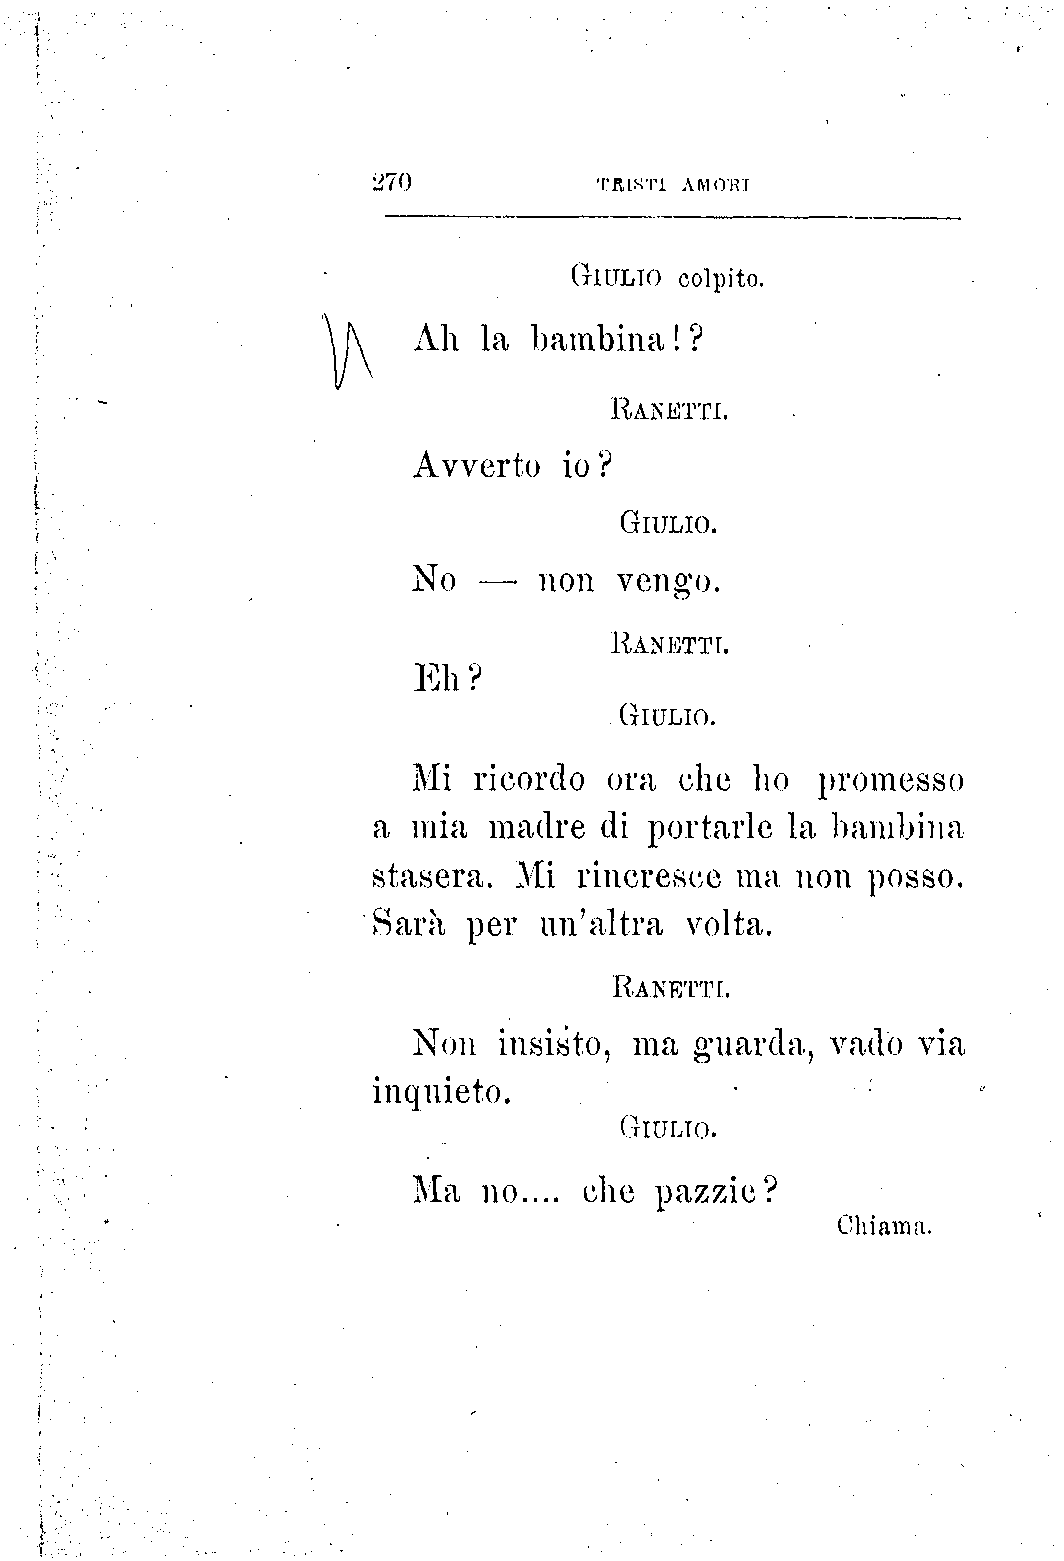 270 TRISTI AMORI
GIULIO colpito.
Ah la bambina!?
RANETTI.
Avverto io?
GIULIO.
No — non vengo.
RANETTI.
Eh?
GIULIO.
Mi ricordo ora che ho promesso
a mia madre di portarle la bambina
stasera. Mi rincresce ma non posso.
Sarà per un'altra volta.
RANETTI.
Non insisto, ma guarda, vado via
inquieto.
GIULIO.
Ma no.... che pazzie?
Chiama.